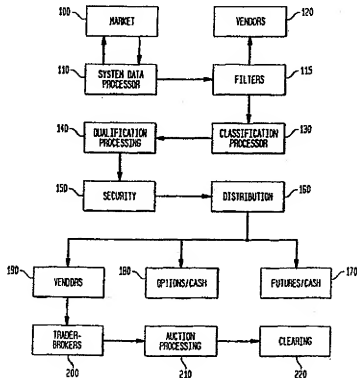 100
MARKET
120
VENDORS
110
SYSTEM DATA
PROCESSOR
FILTERS
115
140
QUALIFICATION
PROCESSING
CLASSIFICATION
PROCESSOR
130
150
SECURITY
DISTRIBUTION
160
190
VENDORS
180
OPTIONS/CASH
FUTURES/CASH
170
TRADER-
BROKERS
200
AUCTION
PROCESSING
210
CLEARING
220